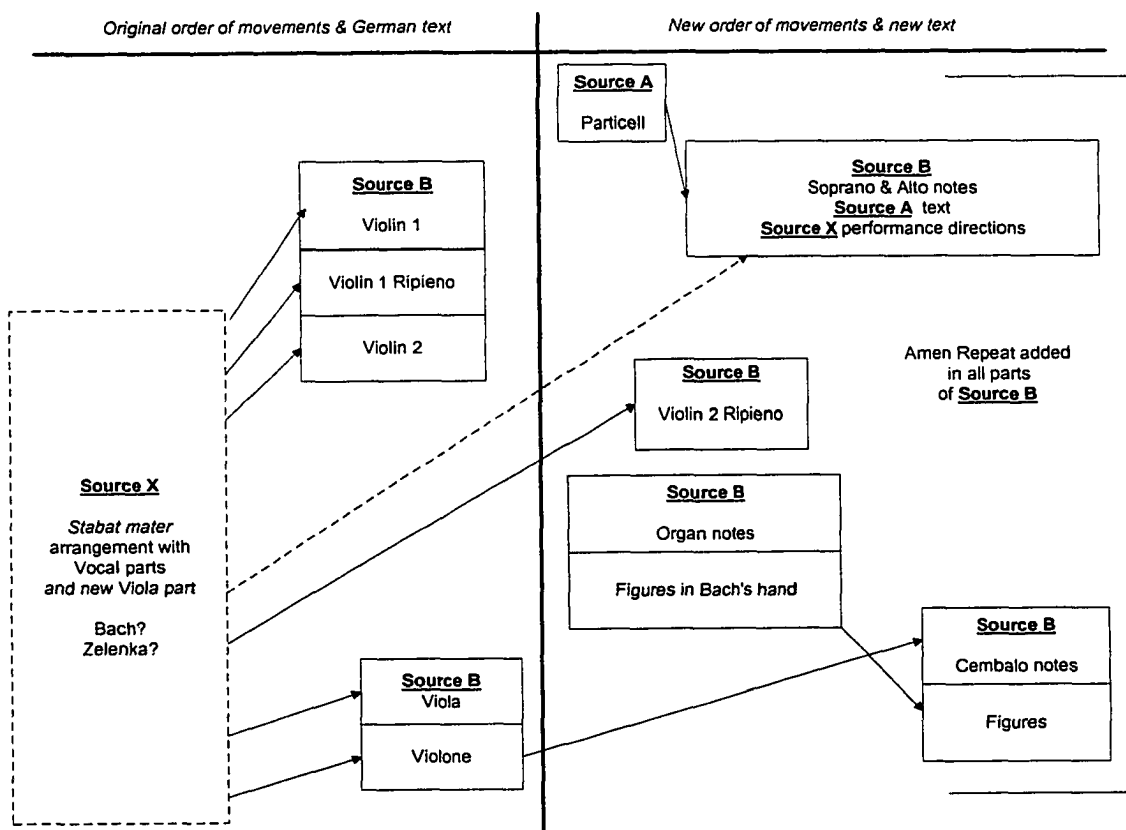 Original order of movements & German text
New order of movements & new text
Source A
Particell
Source B
Soprano & Alto notes
Source A text
Source X performance directions
Source B
Violin 1
Violin 1 Ripieno
Violin 2
Amen Repeat added
in all parts
of Source B
Source B
Violin 2 Ripieno
Source X
Stabat mater
arrangement with
Vocal parts
and new Viola part
Bach?
Zelenka?
Source B
Organ notes
Figures in Bach's hand
Source B
Cembalo notes
Figures
Source B
Viola
Violone